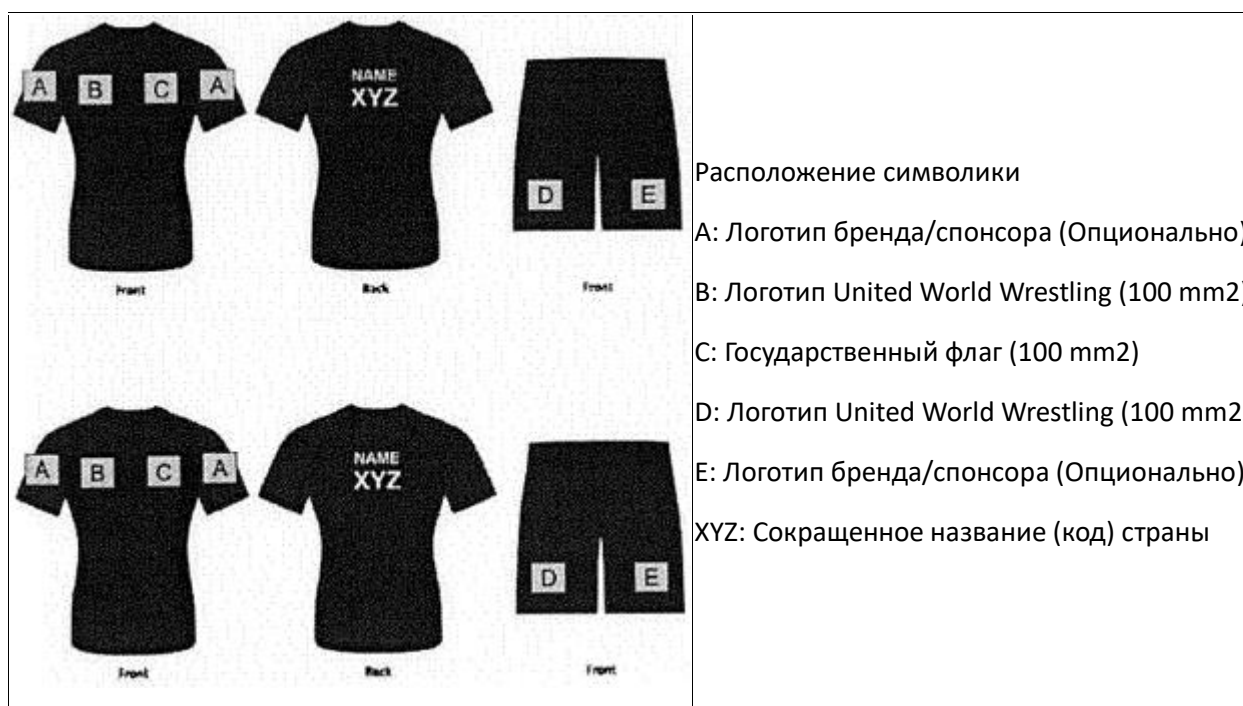 A B C A
NAME
XYZ
D E
Front Back Front
A B C A
NAME
XYZ
D E
Front Back Front
Расположение символики
A: Логотип бренда/спонсора (Опционально)
B: Логотип United World Wrestling (100 mm2)
C: Государственный флаг (100 mm2)
D: Логотип United World Wrestling (100 mm2
E: Логотип бренда/спонсора (Опционально)
XYZ: Сокращенное название (код) страны